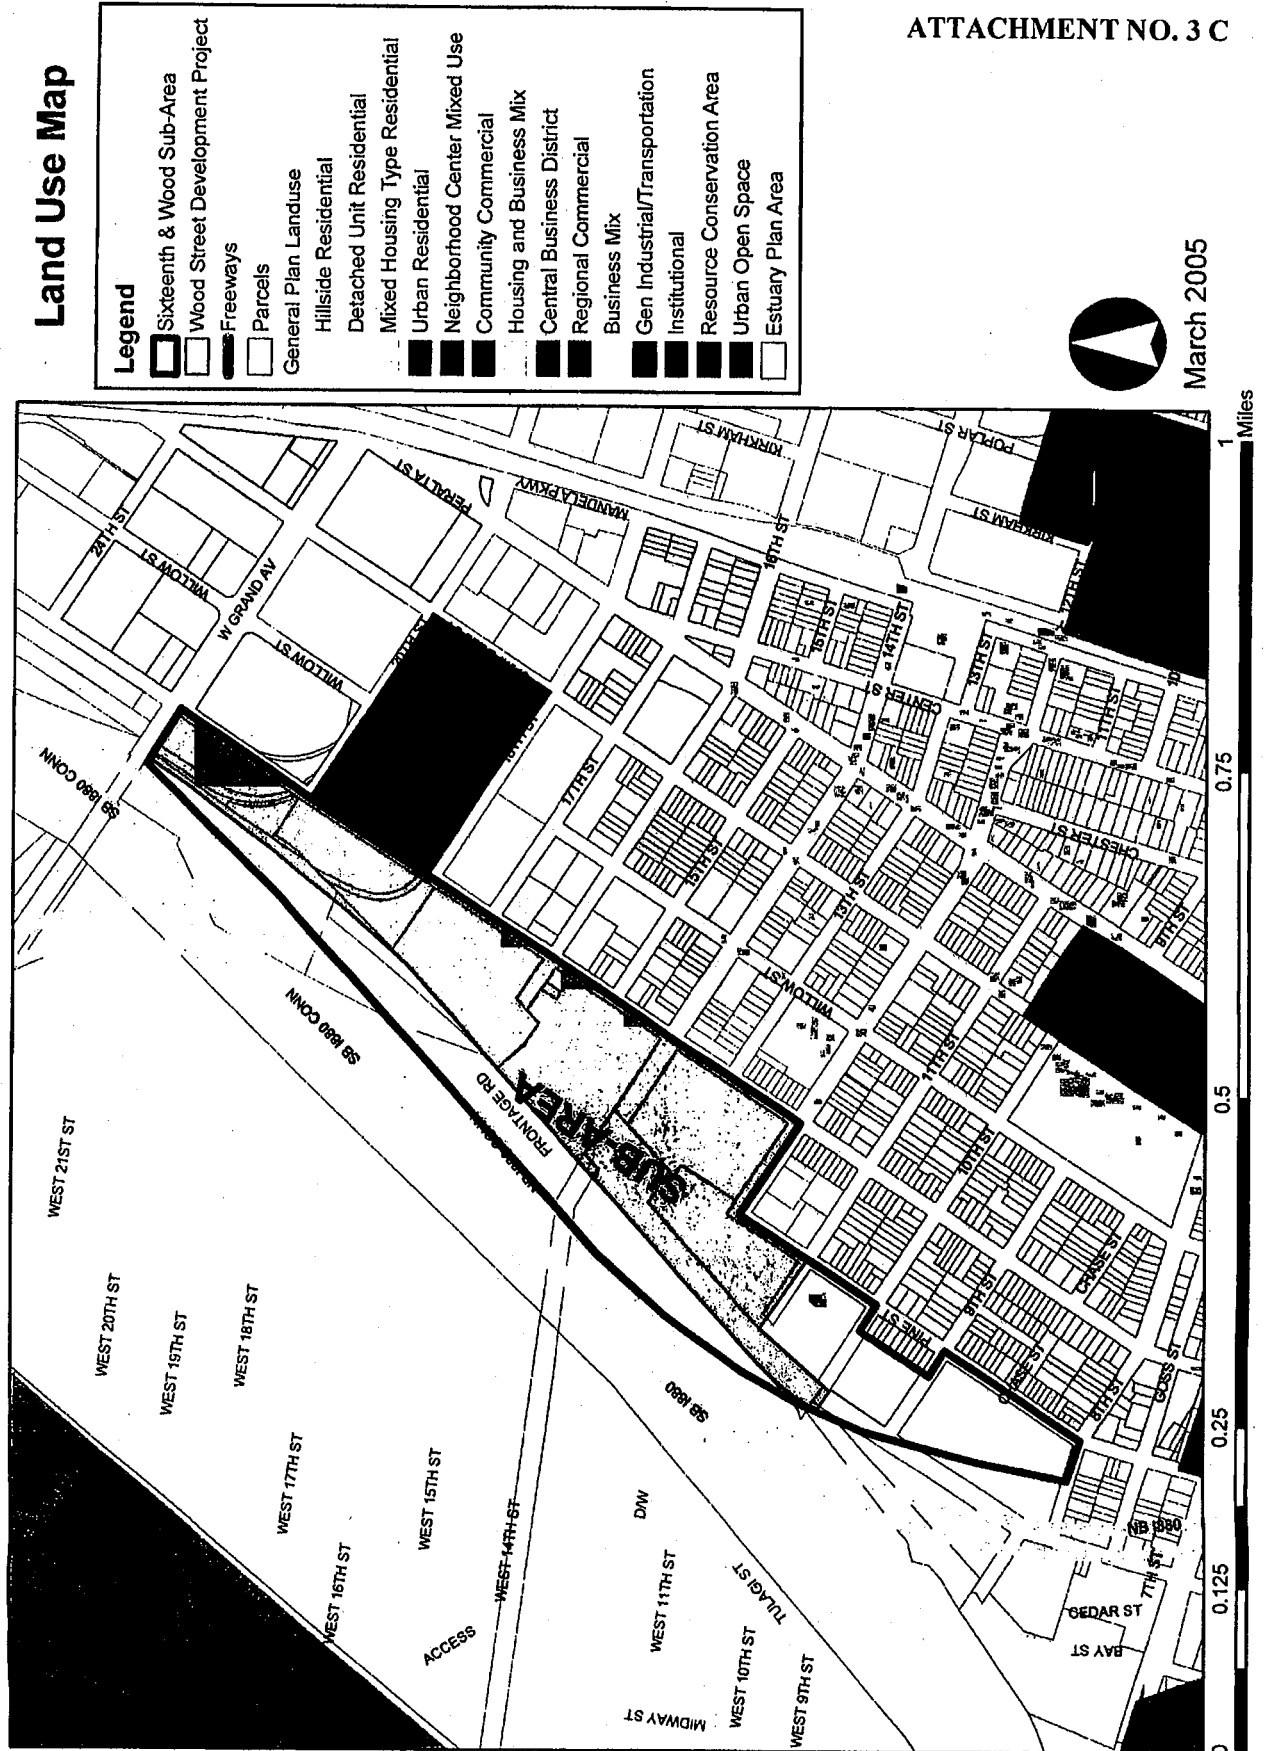 ATTACHMENT NO. 3 C
Land Use Map
Legend
Sixteenth & Wood Sub-Area
Wood Street Development Project
Freeways
Parcels
General Plan Landuse
Hillside Residential
Detached Unit Residential
Mixed Housing Type Residential
Urban Residential
Neighborhood Center Mixed Use
Community Commercial
Housing and Business Mix
Central Business District
Regional Commercial
Business Mix
Gen Industrial/Transportation
Institutional
Resource Conservation Area
Urban Open Space
Estuary Plan Area
March 2005
24TH ST
WILLOW ST
W GRAND AV
PERALTA ST
MANDELA PKWY
KIRKHAM ST
POPLAR ST
KIRKHAM ST
16TH ST
12TH ST
WILLOW ST
20TH ST
15TH ST
14TH ST
CENTER ST
13TH ST
11TH ST
10
SB I880 CONN
17TH ST
15TH ST
13TH ST
CHESTER ST
9TH ST
SB I880 CONN
WILLOW ST
11TH ST
FRONTAGE RD
SUB-AREA
10TH ST
WEST 21ST ST
WEST 20TH ST
WEST 19TH ST
WEST 18TH ST
WEST 17TH ST
WEST 16TH ST
WEST 15TH ST
WEST 14TH ST
ACCESS
SB I880
D/W
WEST 11TH ST
TULAGI ST
WEST 10TH ST
WEST 9TH ST
MIDWAY ST
PINE ST
9TH ST
CHASE ST
CHASE ST
8TH ST
GOSS ST
NB I880
7TH ST
CEDAR ST
BAY ST
0
0.125
0.25
0.5
0.75
1
Miles